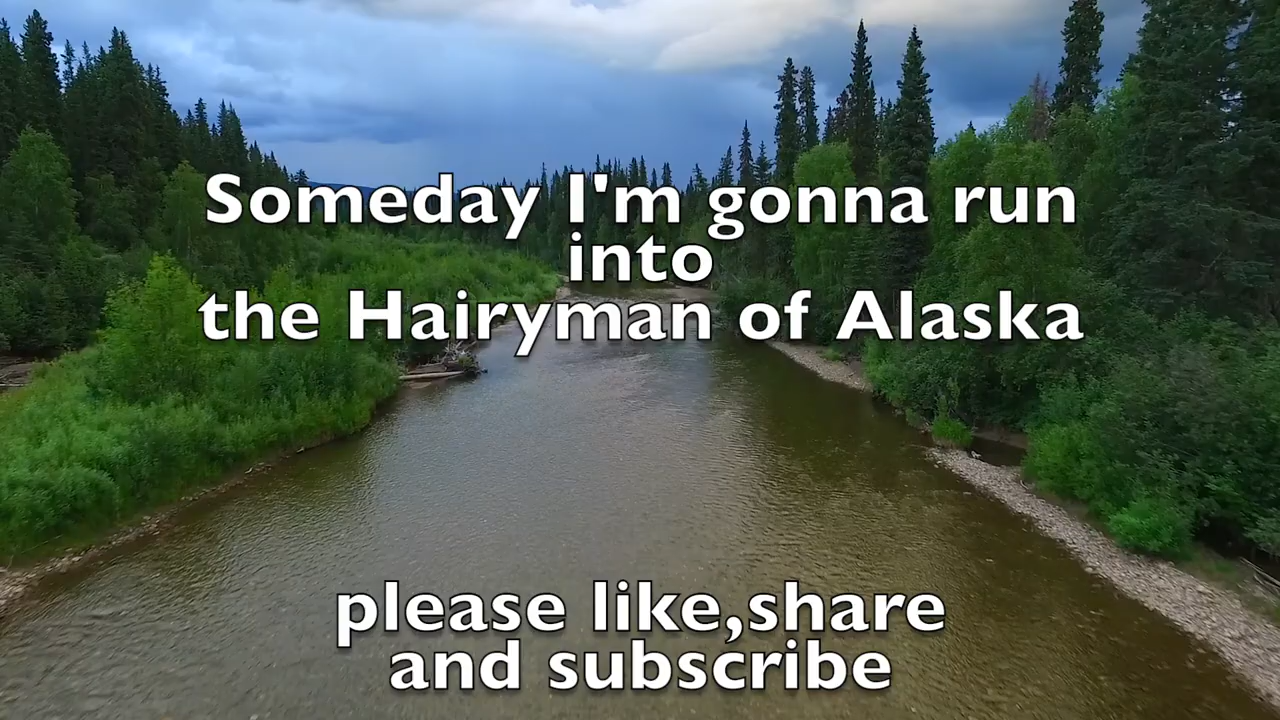 Someday I'm gonna run
into
the Hairyman of Alaska
please like,share
and subscribe